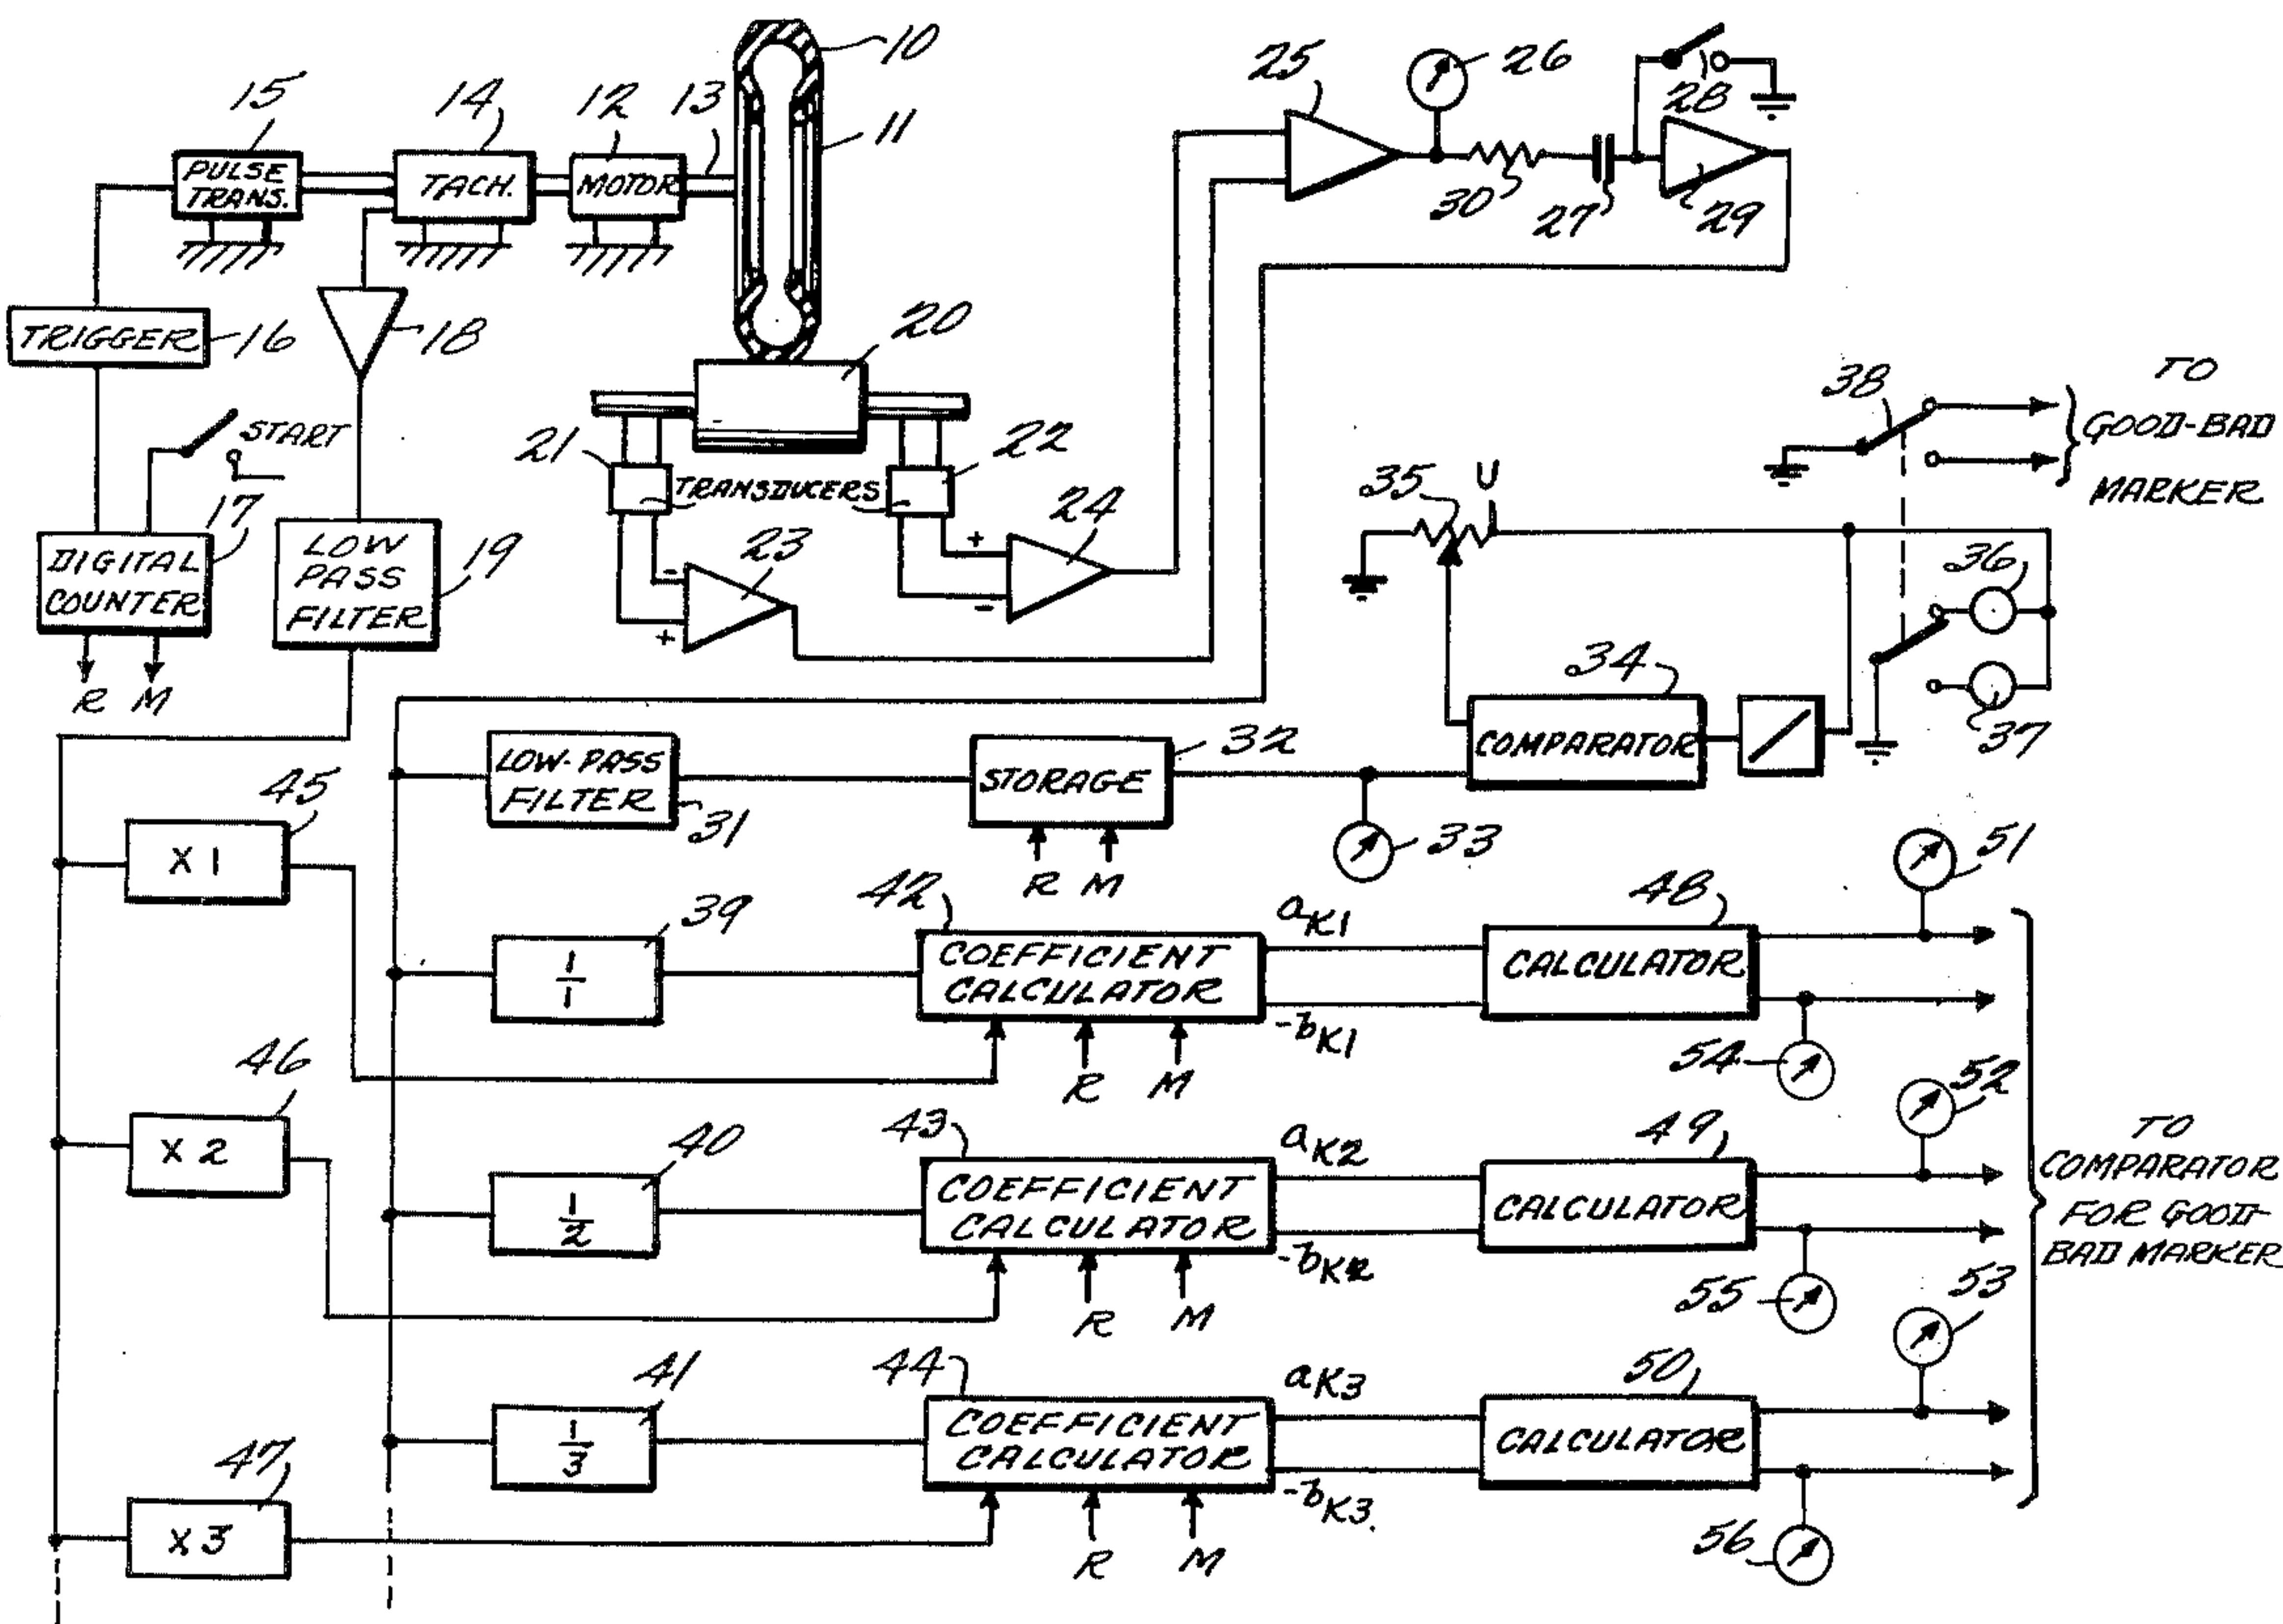 10
15
14
12
13
11
25
26
28
PULSE
TRANS.
TACH.
MOTOR
30
27
29
TRIGGER
16
18
20
START
21
TRANSDUCERS
22
38
TO
GOOD-BAD
MARKER
35
U
17
DIGITAL
COUNTER
LOW
PASS
FILTER
19
-
+
23
+
-
24
36
37
R M
34
COMPARATOR
LOW-PASS
FILTER
31
STORAGE
32
33
R M
45
X 1
39
1
1
42
COEFFICIENT
CALCULATOR
aK1
-bK1
48
CALCULATOR
51
54
R M
46
X 2
40
1
2
43
COEFFICIENT
CALCULATOR
aK2
-bK2
49
CALCULATOR
52
55
R M
TO
COMPARATOR
FOR GOOD-
BAD MARKER
47
X 3
41
1
3
44
COEFFICIENT
CALCULATOR
aK3
-bK3.
50
CALCULATOR
53
56
R M